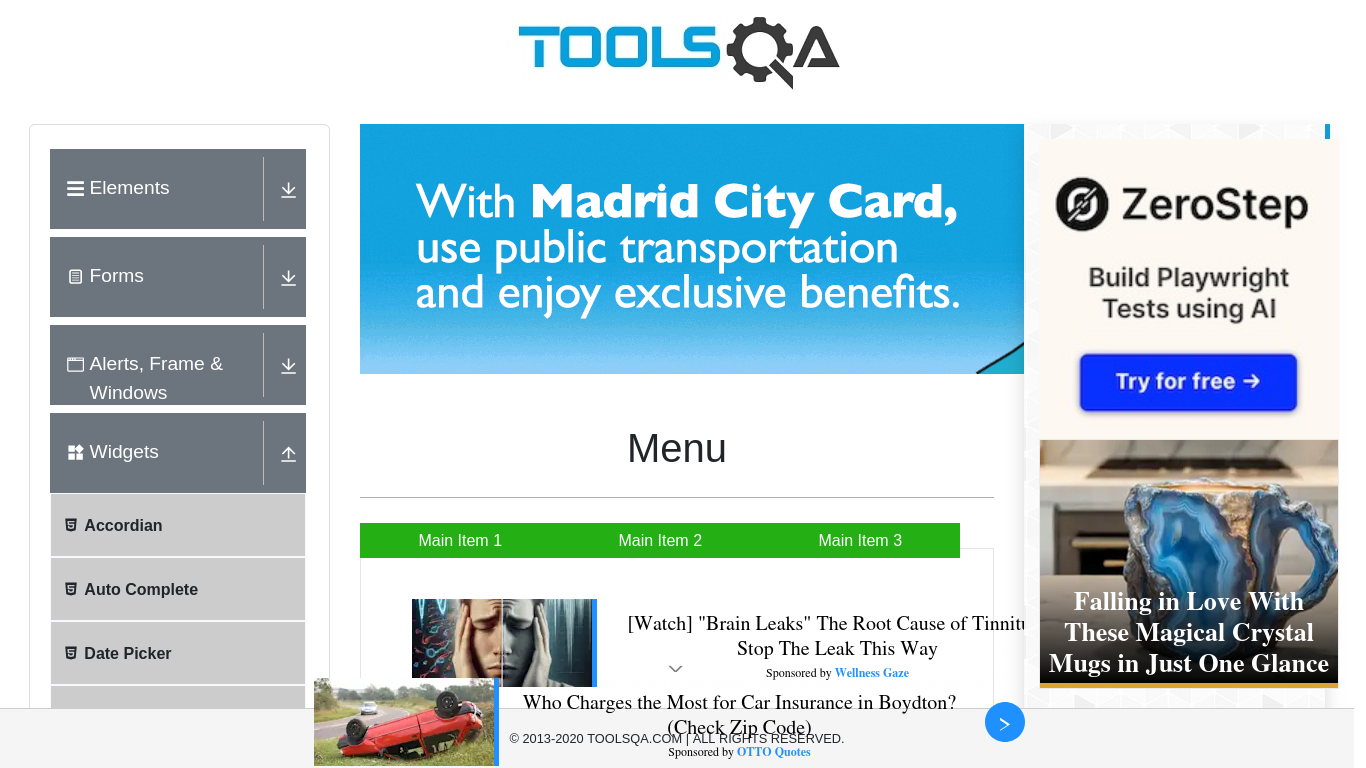 TOOLSQA
Elements
Forms
Alerts, Frame &
Windows
Widgets
Accordian
Auto Complete
Date Picker
With Madrid City Card,
use public transportation
and enjoy exclusive benefits.
Menu
Main Item 1
Main Item 2
Main Item 3
[Watch] "Brain Leaks" The Root Cause of Tinnitu
Stop The Leak This Way
Sponsored by Wellness Gaze
Who Charges the Most for Car Insurance in Boydton?
(Check Zip Code)
© 2013-2020 TOOLSQA.COM | ALL RIGHTS RESERVED.
Sponsored by OTTO Quotes
ZeroStep
Build Playwright
Tests using AI
Try for free →
Falling in Love With
These Magical Crystal
Mugs in Just One Glance